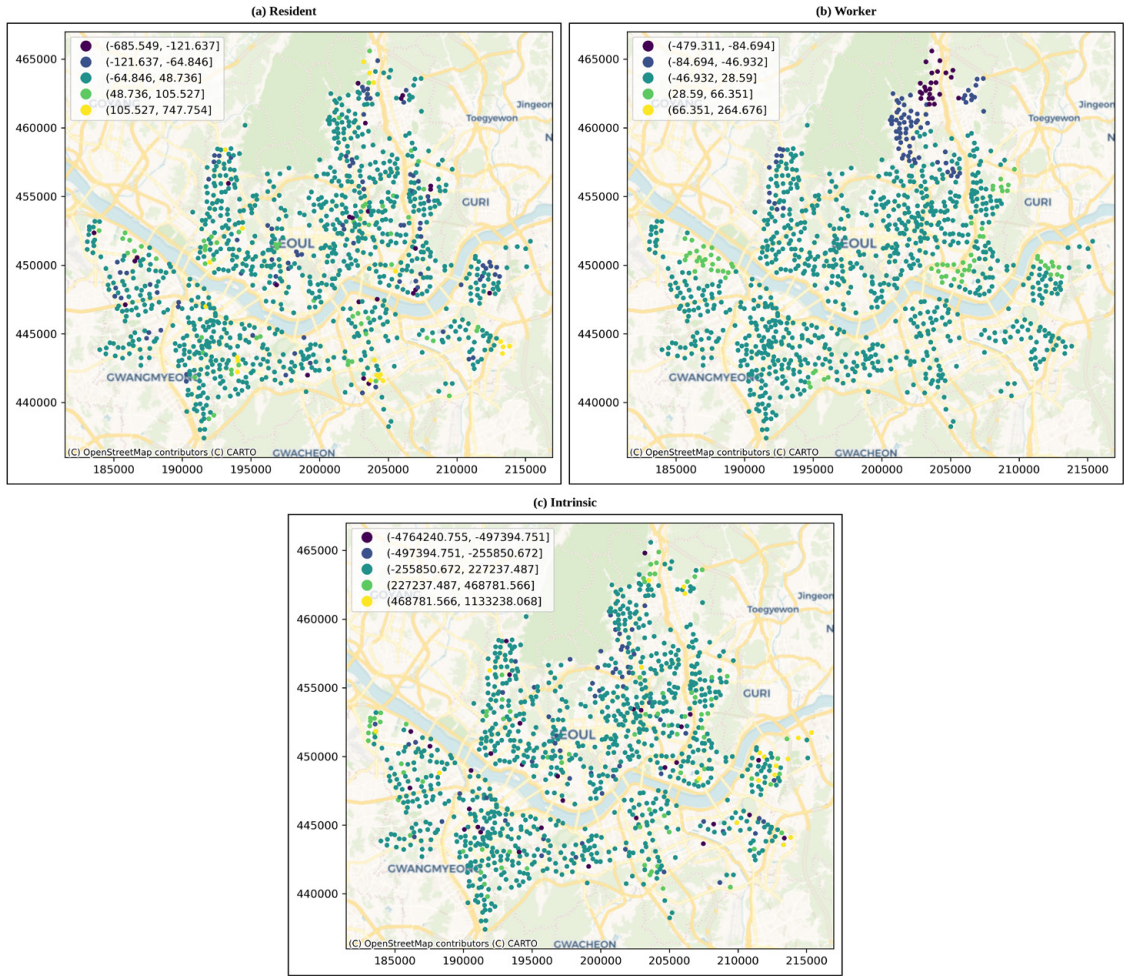 (a) Resident
(-685.549, -121.637]
(-121.637, -64.846]
(-64.846, 48.736]
(48.736, 105.527]
(105.527, 747.754]
465000
460000
455000
450000
445000
440000
Jingeon
Toegyewon
N
GURI
EOUL
GWANGMYEON
GWACHEON
(C) OpenStreetMap contributors (C) CARTO
185000 190000 195000 200000 205000 210000 215000
(b) Worker
(-479.311, -84.694]
(-84.694, -46.932]
(-46.932, 28.59]
(28.59, 66.351]
(66.351, 264.676]
465000
460000
455000
450000
445000
440000
Jingeon
Toegyewon
N
GURI
SEOUL
GWANGMYEON
GWACHEON
(C) OpenStreetMap contributors (C) CARTO
185000 190000 195000 200000 205000 210000 215000
(c) Intrinsic
(-4764240.755, -497394.751]
(-497394.751, -255850.672]
(-255850.672, 227237.487]
(227237.487, 468781.566]
(468781.566, 1133238.068]
465000
460000
455000
450000
445000
440000
Jingeon
Toegyewon
N
GURI
SEOUL
GWANGMYEON
GWACHEON
(C) OpenStreetMap contributors (C) CARTO
185000 190000 195000 200000 205000 210000 215000